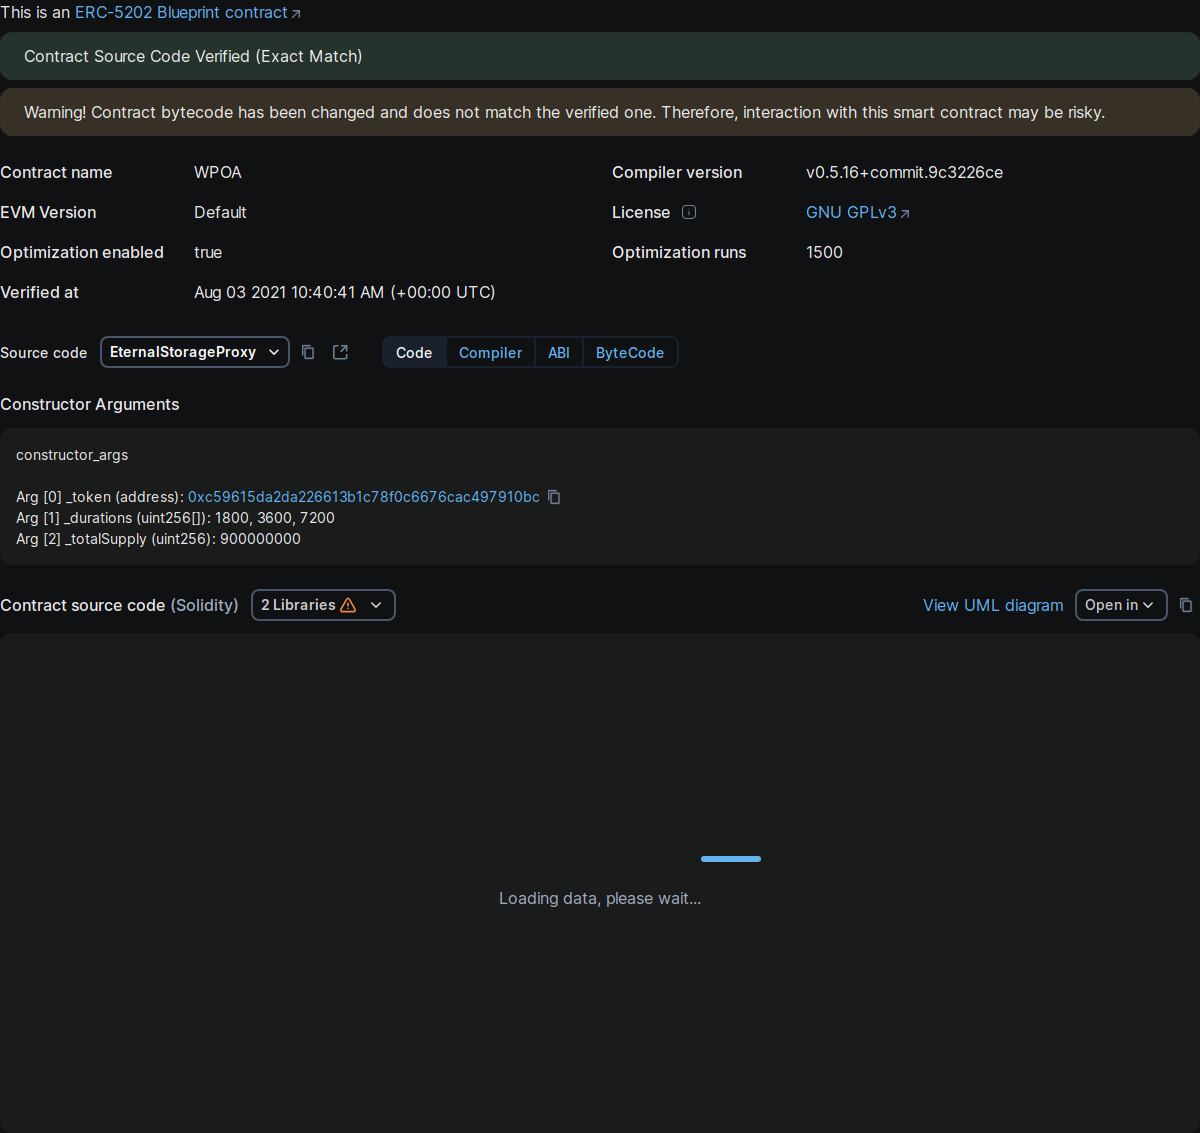 This is an ERC-5202 Blueprint contract
Contract Source Code Verified (Exact Match)
Warning! Contract bytecode has been changed and does not match the verified one. Therefore, interaction with this smart contract may be risky.
Contract name WPOA Compiler version v0.5.16+commit.9c3226ce
EVM Version Default License GNU GPLv3
Optimization enabled true Optimization runs 1500
Verified at Aug 03 2021 10:40:41 AM (+00:00 UTC)
Source code EternalStorageProxy Code Compiler ABI ByteCode
Constructor Arguments
constructor_args
Arg [0] _token (address): 0xc59615da2da226613b1c78f0c6676cac497910bc
Arg [1] _durations (uint256[]): 1800, 3600, 7200
Arg [2] _totalSupply (uint256): 900000000
Contract source code (Solidity) 2 Libraries View UML diagram Open in
Loading data, please wait...